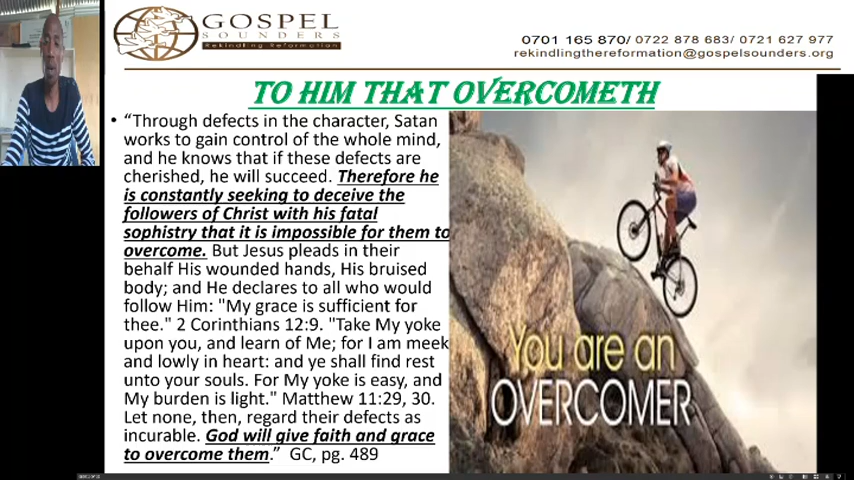 GOSPEL
SOUNDERS
Rekindling Reformation
0701 165 870/ 0722 878 683/ 0721 627 977
rekindlingthereformation@gospelsounders.org
TO HIM THAT OVERCOMETH
• “Through defects in the character, Satan
works to gain control of the whole mind,
and he knows that if these defects are
cherished, he will succeed. Therefore he
is constantly seeking to deceive the
followers of Christ with his fatal
sophistry that it is impossible for them to
overcome. But Jesus pleads in their
behalf His wounded hands, His bruised
body; and He declares to all who would
follow Him: "My grace is sufficient for
thee." 2 Corinthians 12:9. "Take My yoke
upon you, and learn of Me; for I am meek
and lowly in heart: and ye shall find rest
unto your souls. For My yoke is easy, and
My burden is light." Matthew 11:29, 30.
Let none, then, regard their defects as
incurable. God will give faith and grace
to overcome them.” GC, pg. 489
You are an
OVERCOMER